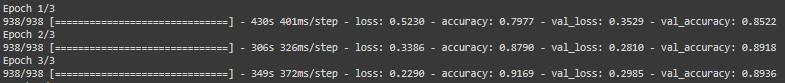 Epoch 1/3
938/938 [==============================] - 430s 401ms/step - loss: 0.5230 - accuracy: 0.7977 - val_loss: 0.3529 - val_accuracy: 0.8522
Epoch 2/3
938/938 [==============================] - 306s 326ms/step - loss: 0.3386 - accuracy: 0.8790 - val_loss: 0.2810 - val_accuracy: 0.8918
Epoch 3/3
938/938 [==============================] - 349s 372ms/step - loss: 0.2290 - accuracy: 0.9169 - val_loss: 0.2985 - val_accuracy: 0.8936